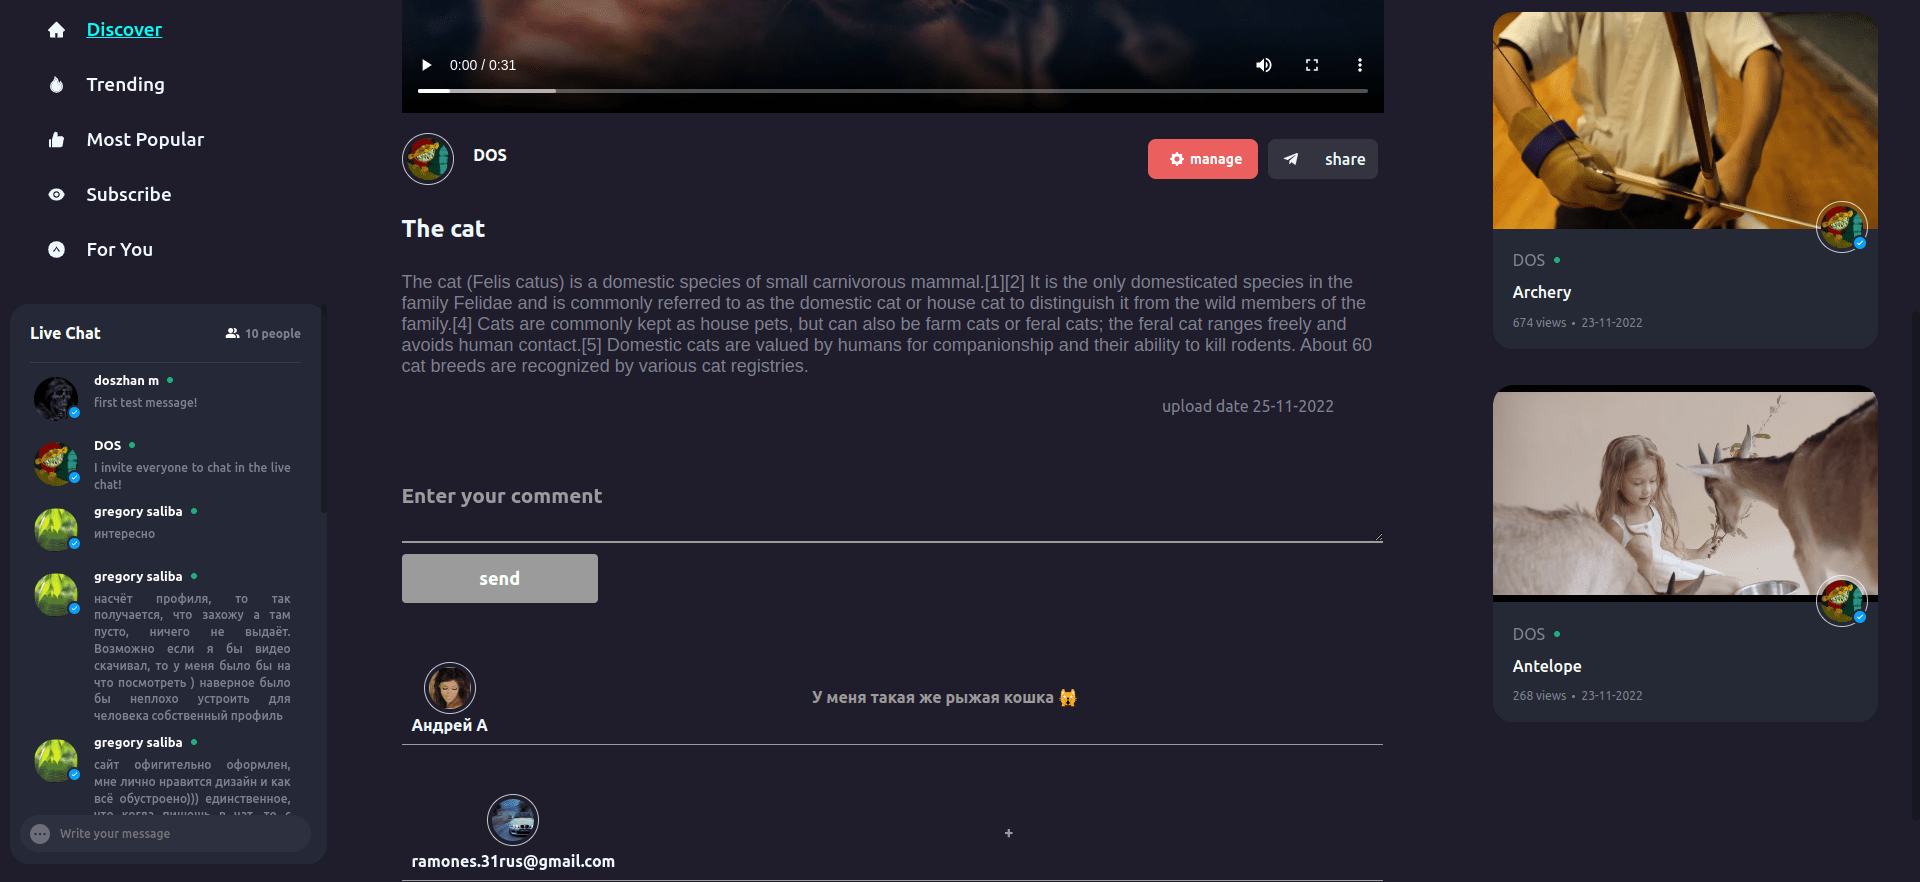 Discover
Trending
Most Popular
Subscribe
For You
Live Chat
10 people
doszhan m
first test message!
DOS
I invite everyone to chat in the live
chat!
gregory saliba
интересно
gregory saliba
насчёт профиля, то так
получается, что захожу а там
пусто, ничего не выдаёт.
Возможно если я бы видео
скачивал, то у меня было бы на
что посмотреть ) наверное было
бы неплохо устроить для
человека собственный профиль
gregory saliba
сайт офигительно оформлен,
мне лично нравится дизайн и как
всё обустроено))) единственное,
что когда пишешь в чат, то с
Write your message
0:00 / 0:31
DOS
manage
share
The cat
The cat (Felis catus) is a domestic species of small carnivorous mammal.[1][2] It is the only domesticated species in the
family Felidae and is commonly referred to as the domestic cat or house cat to distinguish it from the wild members of the
family.[4] Cats are commonly kept as house pets, but can also be farm cats or feral cats; the feral cat ranges freely and
avoids human contact.[5] Domestic cats are valued by humans for companionship and their ability to kill rodents. About 60
cat breeds are recognized by various cat registries.
upload date 25-11-2022
Enter your comment
send
Андрей А
У меня такая же рыжая кошка 🙀
ramones.31rus@gmail.com
+
DOS
Archery
674 views • 23-11-2022
DOS
Antelope
268 views • 23-11-2022